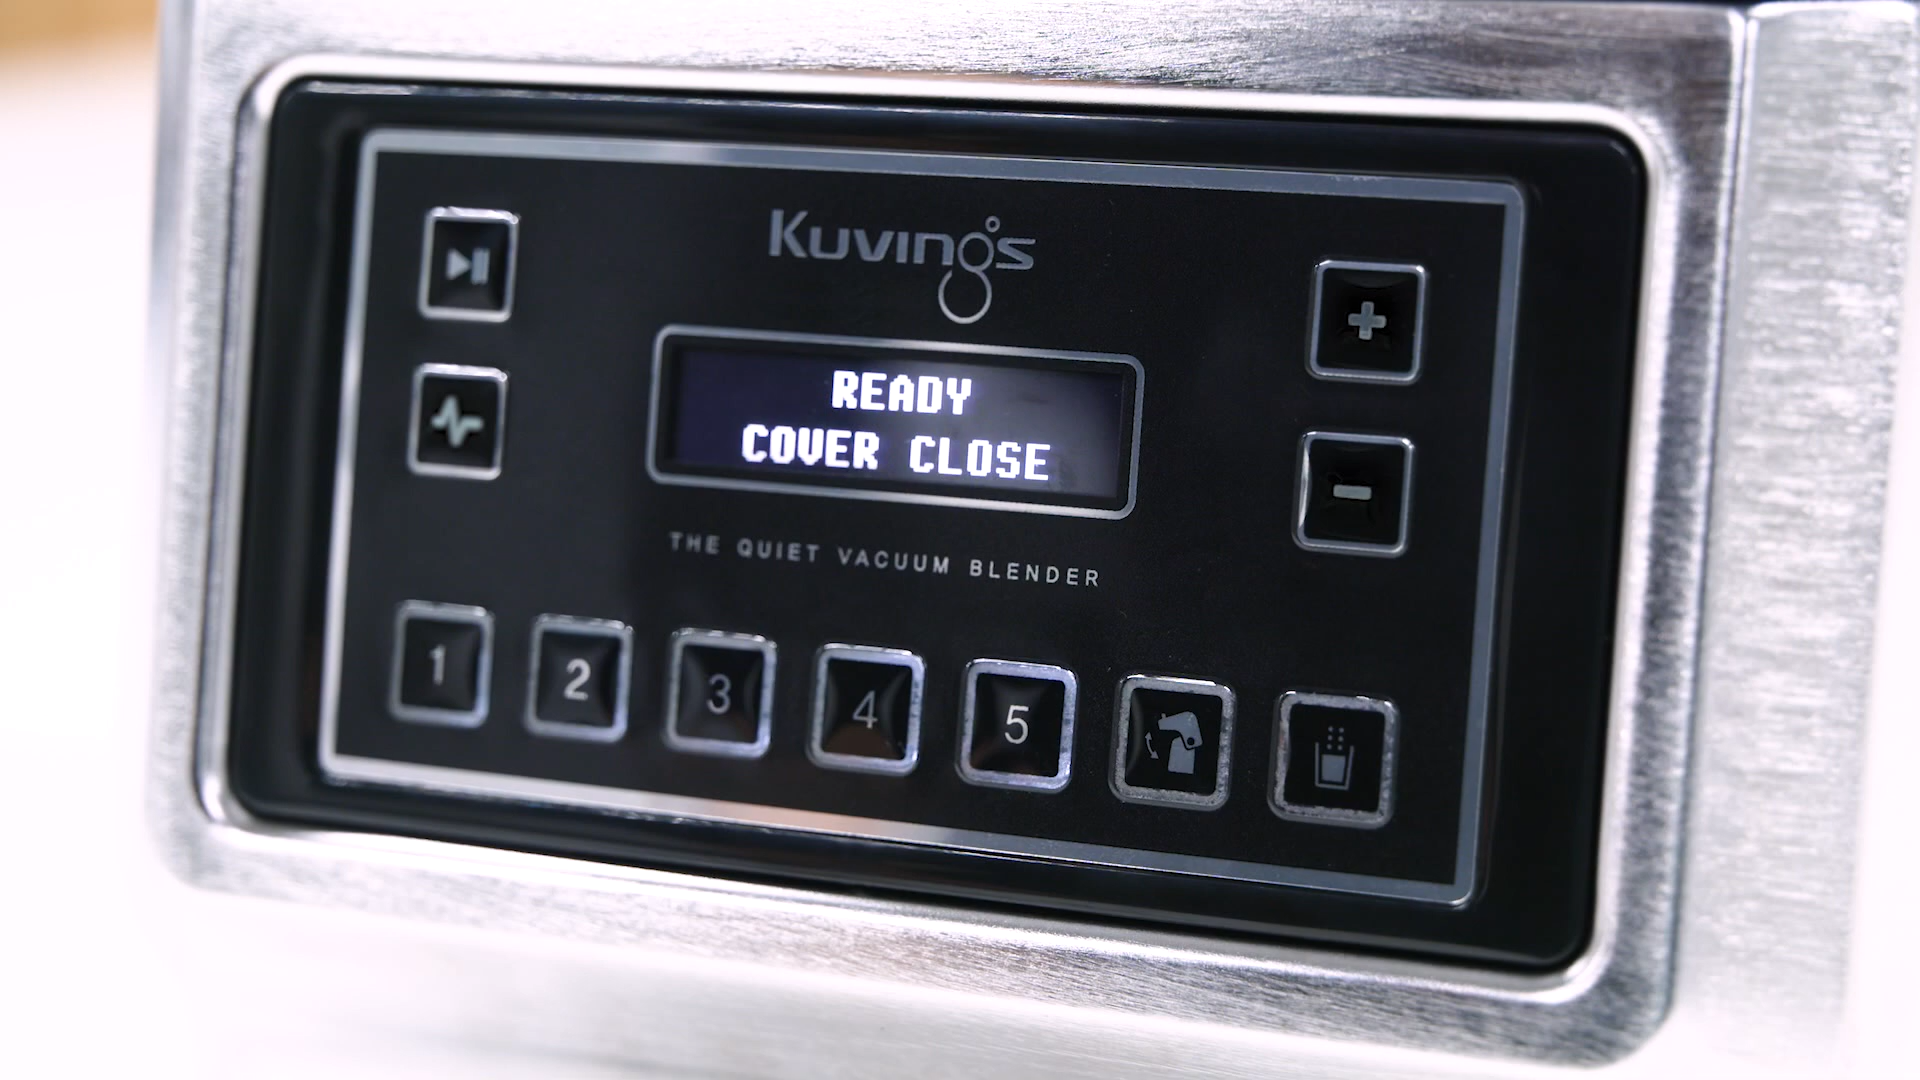 Kuvings
READY
COVER CLOSE
THE QUIET VACUUM BLENDER
1 2 3 4 5